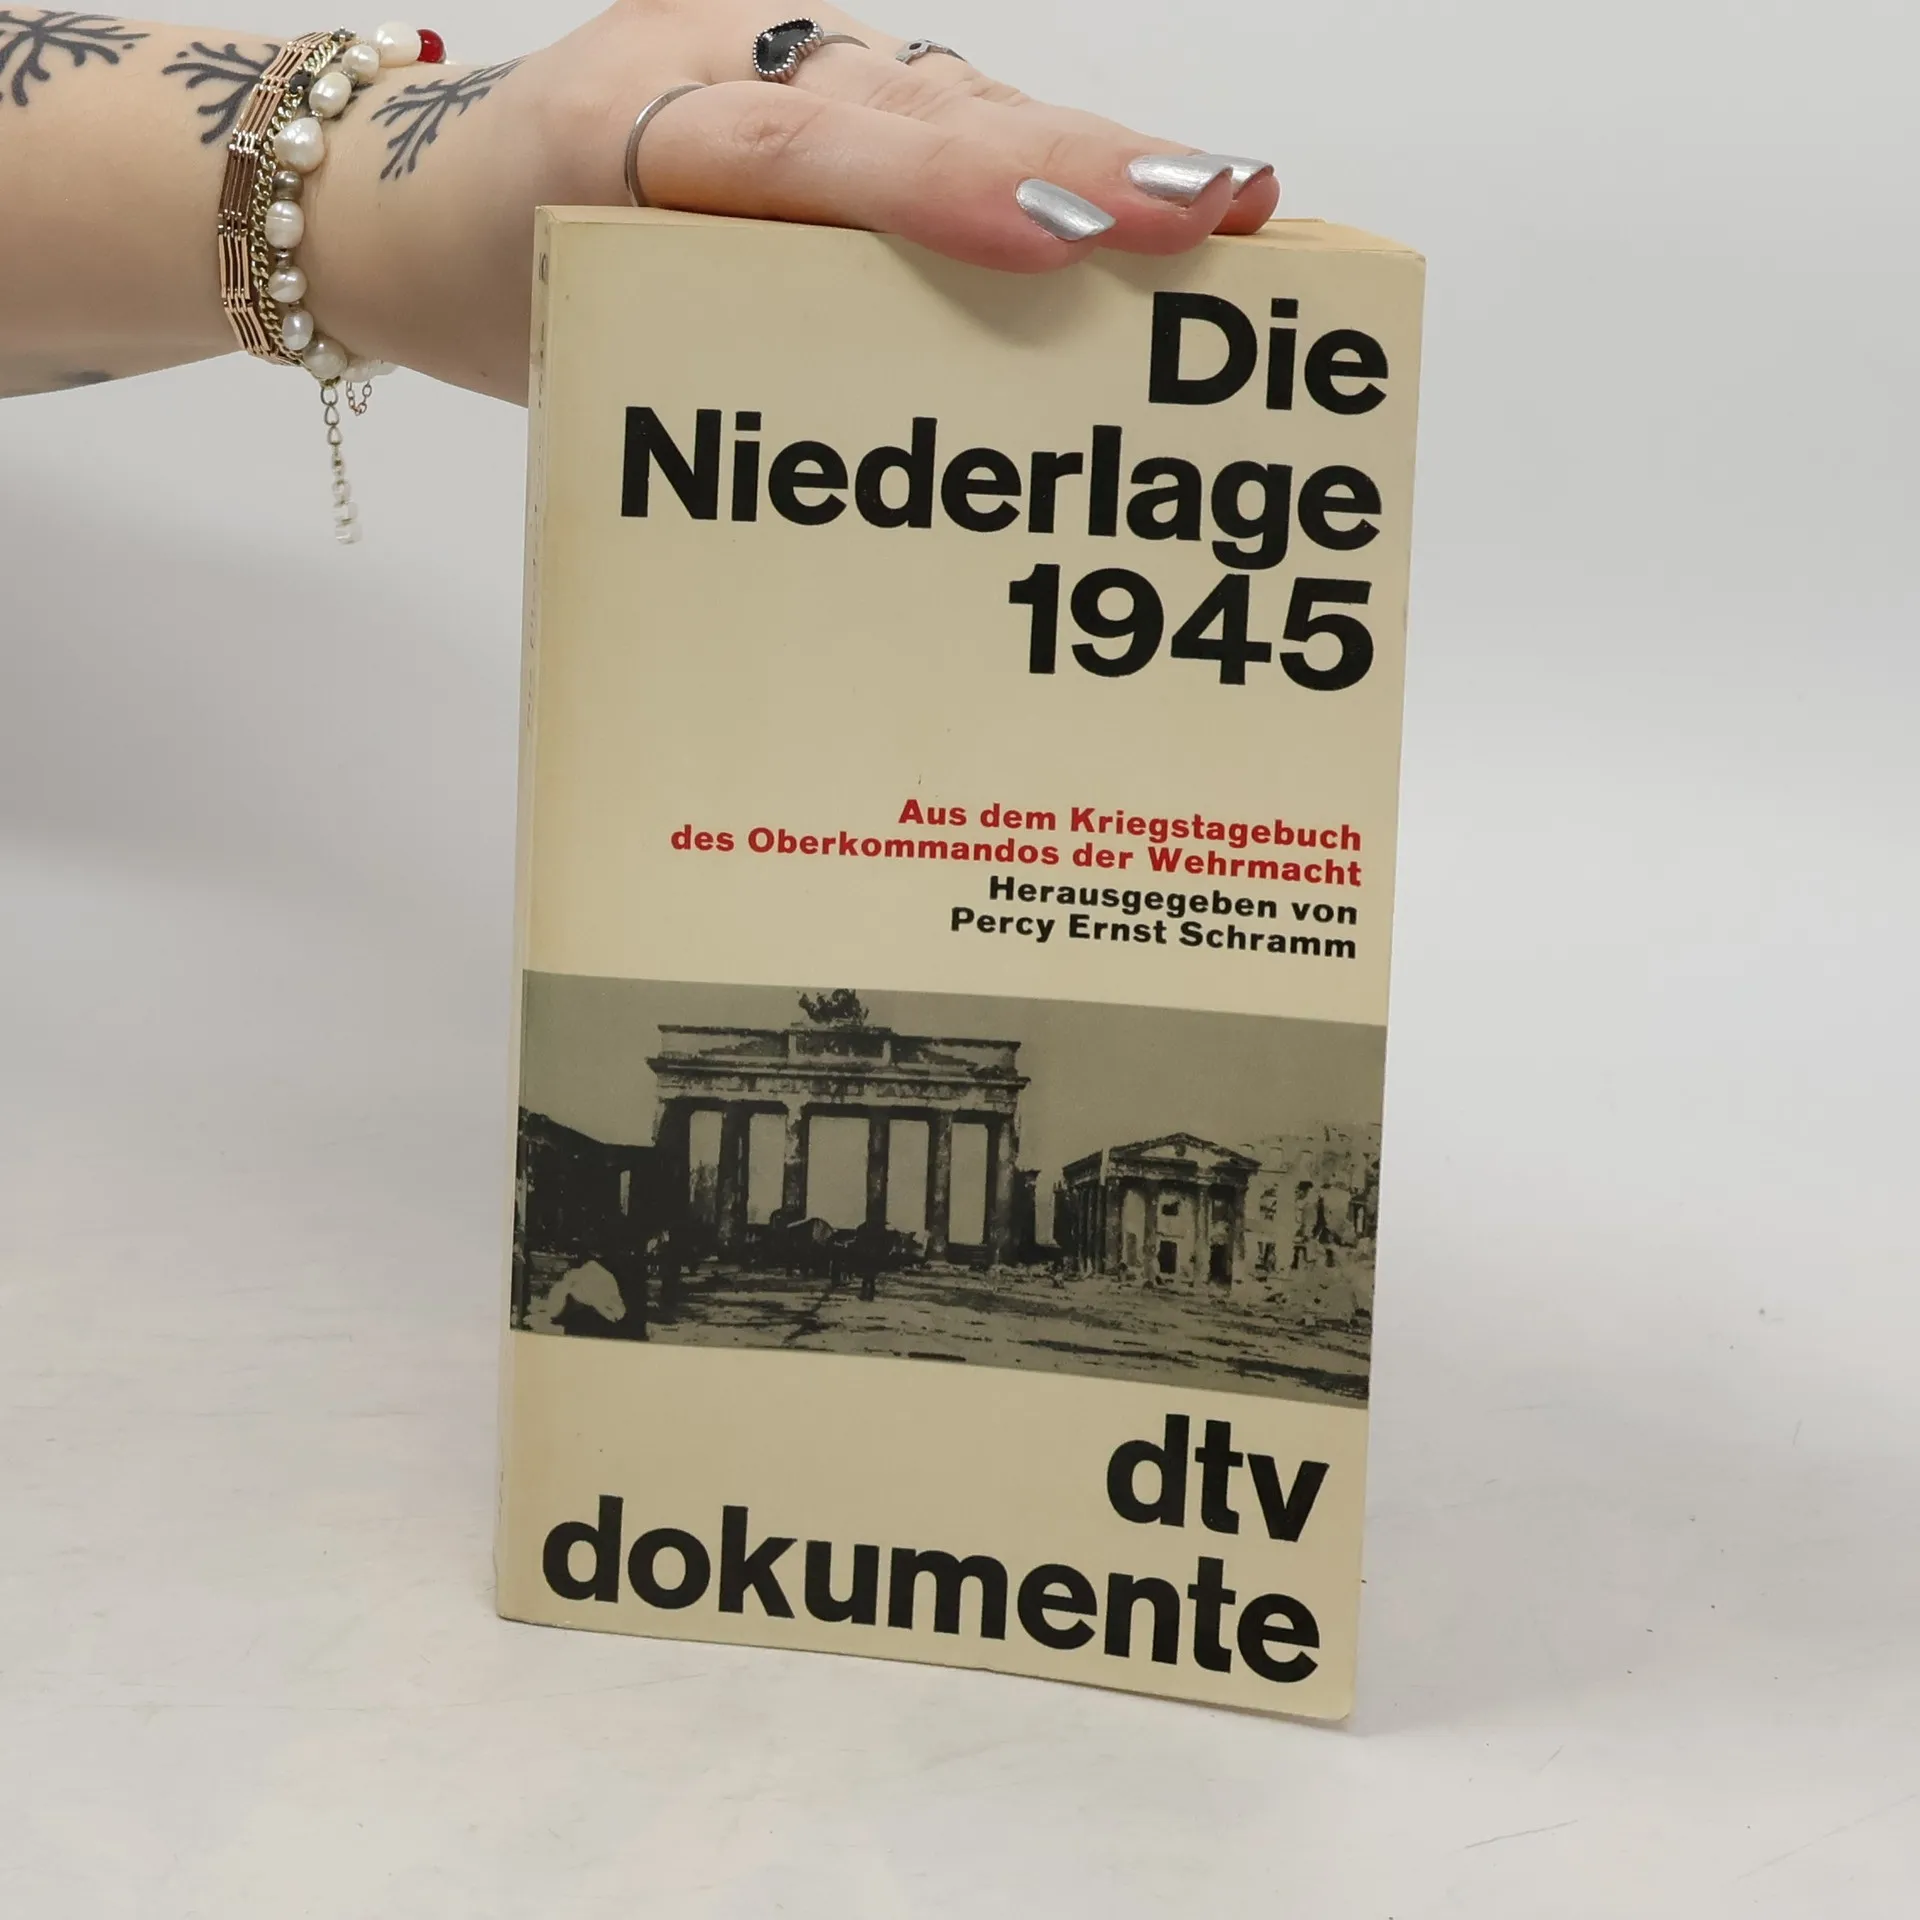 Die
Niederlage
1945
Aus dem Kriegstagebuch
des Oberkommandos der Wehrmacht
Herausgegeben von
Percy Ernst Schramm
dtv
dokumente